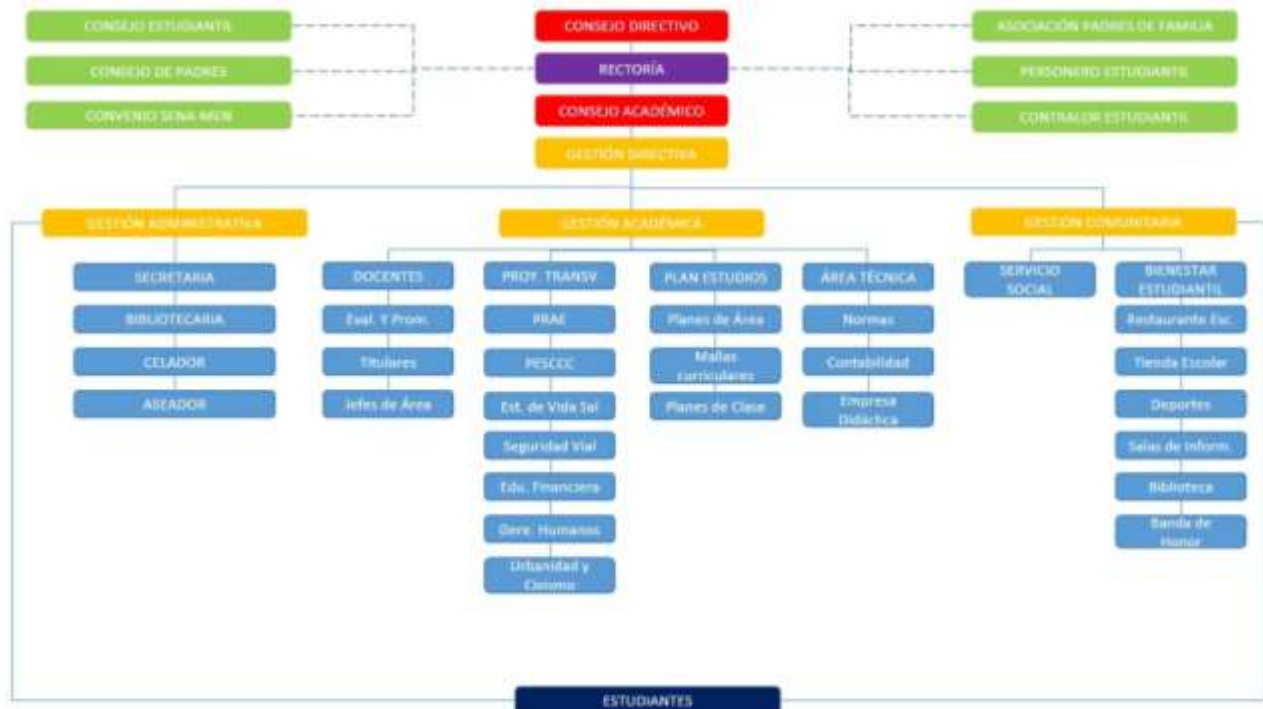 CONSEJO ESTUDIANTIL
CONSEJO DE PADRES
CONVENIO SENA-MEN
CONSEJO DIRECTIVO
RECTORÍA
CONSEJO ACADÉMICO
GESTIÓN DIRECTIVA
ASOCIACIÓN PADRES DE FAMILIA
PERSONERO ESTUDIANTIL
CONTRALOR ESTUDIANTIL
GESTIÓN ADMINISTRATIVA
SECRETARIA
BIBLIOTECARIA
CELADOR
ASEADOR
GESTIÓN ACADÉMICA
DOCENTES
Eval. Y Prom.
Titulares
Jefes de Área
PROY. TRANSV
PRAE
PESCCC
Est. de Vida Sal
Seguridad Vial
Edu. Financiera
Dere. Humanos
Urbanidad y
PLAN ESTUDIOS
Planes de Área
Mallas
curriculares
Planes de Clase
ÁREA TÉCNICA
Normas
Contabilidad
Empresa
Didáctica
GESTIÓN COMUNITARIA
SERVICIO
SOCIAL
BIENESTAR
ESTUDIANTIL
Restaurante Esc.
Tienda Escolar
Deportes
Salas de Inform.
Biblioteca
Banda de
Honor
ESTUDIANTES